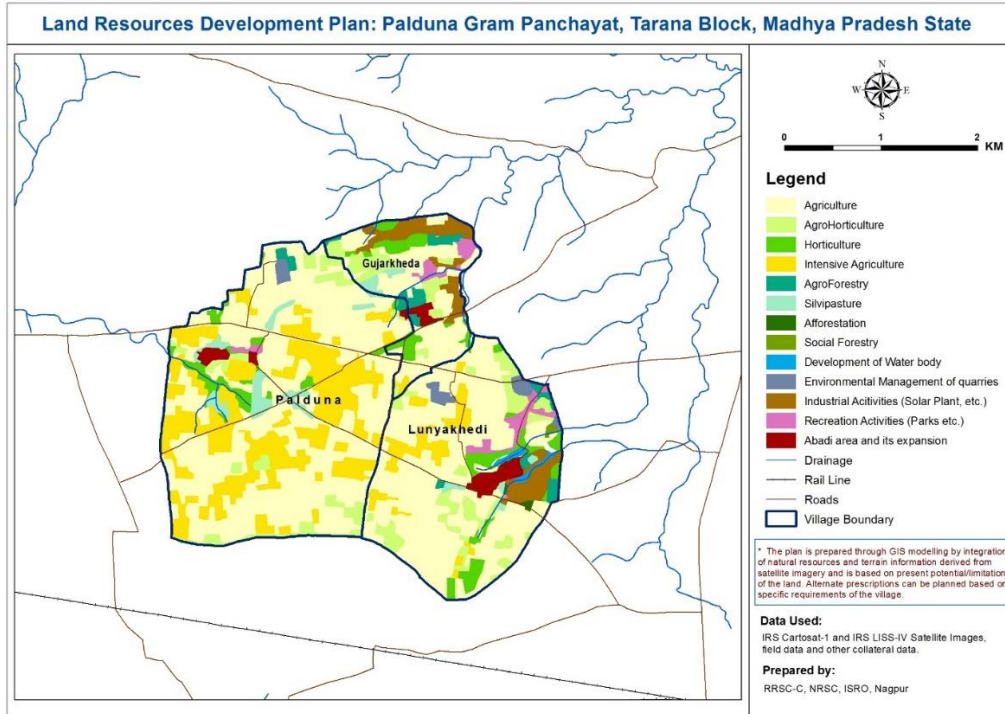 Land Resources Development Plan: Palduna Gram Panchayat, Tarana Block, Madhya Pradesh State
Gujarkheda
Palduna
Lunyakhedi
N
W E
S
0 1 2
KM
Legend
Agriculture
AgroHorticulture
Horticulture
Intensive Agriculture
AgroForestry
Silvipasture
Afforestation
Social Forestry
Development of Water body
Environmental Management of quarries
Industrial Acitivities (Solar Plant, etc.)
Recreation Activities (Parks etc.)
Abadi area and its expansion
Drainage
Rail Line
Roads
Village Boundary
* The plan is prepared through GIS modelling by integration
of natural resources and terrain information derived from
satellite imagery and is based on present potential/limitation
of the land. Alternate prescriptions can be planned based on
specific requirements of the village.
Data Used:
IRS Cartosat-1 and IRS LISS-IV Satellite Images,
field data and other collateral data.
Prepared by:
RRSC-C, NRSC, ISRO, Nagpur